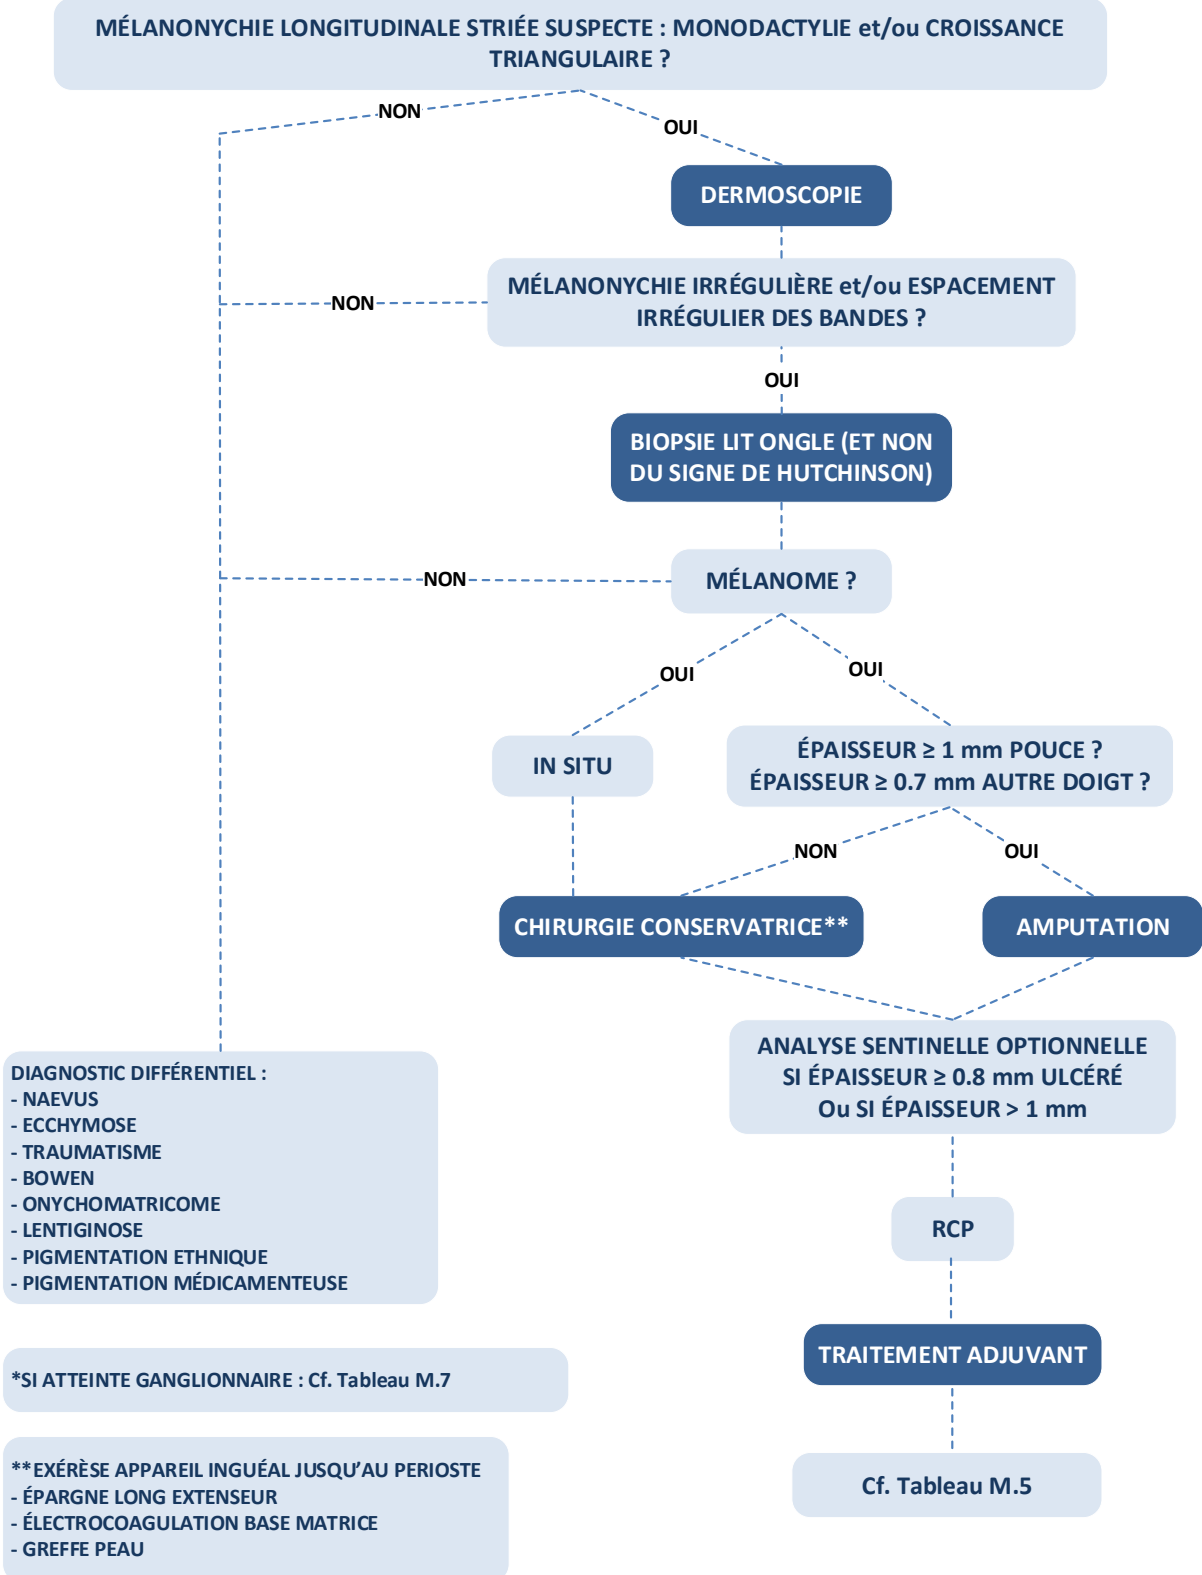 MÉLANONYCHIE LONGITUDINALE STRIÉE SUSPECTE : MONODACTYLIE et/ou CROISSANCE
TRIANGULAIRE ?
NON
OUI
DERMOSCOPIE
MÉLANONYCHIE IRRÉGULIÈRE et/ou ESPACEMENT
IRRÉGULIER DES BANDES ?
NON
OUI
BIOPSIE LIT ONGLE (ET NON
DU SIGNE DE HUTCHINSON)
MÉLANOME ?
NON
OUI
OUI
IN SITU
ÉPAISSEUR ≥ 1 mm POUCE ?
ÉPAISSEUR ≥ 0.7 mm AUTRE DOIGT ?
NON
OUI
CHIRURGIE CONSERVATRICE**
AMPUTATION
ANALYSE SENTINELLE OPTIONNELLE
SI ÉPAISSEUR ≥ 0.8 mm ULCÉRÉ
Ou SI ÉPAISSEUR > 1 mm
RCP
TRAITEMENT ADJUVANT
Cf. Tableau M.5
DIAGNOSTIC DIFFÉRENTIEL :
- NAEVUS
- ECCHYMOSE
- TRAUMATISME
- BOWEN
- ONYCHOMATRICOME
- LENTIGINOSE
- PIGMENTATION ETHNIQUE
- PIGMENTATION MÉDICAMENTEUSE
*SI ATTEINTE GANGLIONNAIRE : Cf. Tableau M.7
**EXÉRÈSE APPAREIL INGUÉAL JUSQU'AU PERIOSTE
- ÉPARGNE LONG EXTENSEUR
- ÉLECTROCOAGULATION BASE MATRICE
- GREFFE PEAU